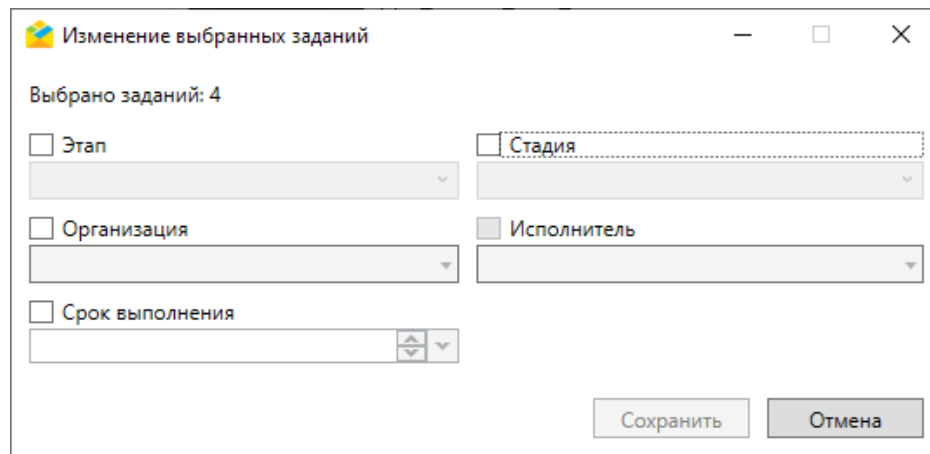 Изменение выбранных заданий
Выбрано заданий: 4
Этап Стадия
Организация Исполнитель
Срок выполнения
Сохранить Отмена